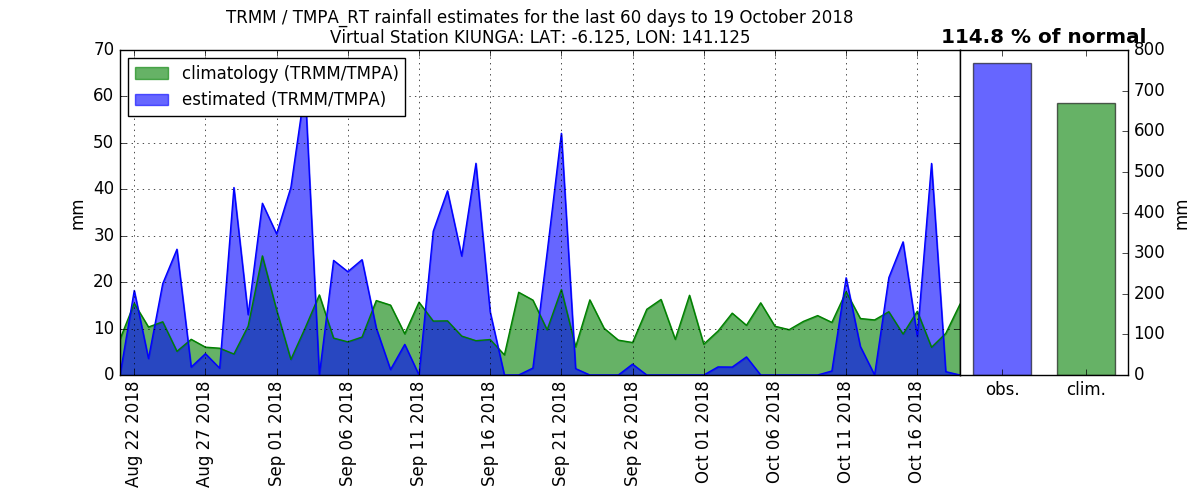 TRMM / TMPA_RT rainfall estimates for the last 60 days to 19 October 2018
Virtual Station KIUNGA: LAT: -6.125, LON: 141.125
114.8 % of normal
climatology (TRMM/TMPA)
estimated (TRMM/TMPA)
mm
70
60
50
40
30
20
10
0
Aug 22 2018
Aug 27 2018
Sep 01 2018
Sep 06 2018
Sep 11 2018
Sep 16 2018
Sep 21 2018
Sep 26 2018
Oct 01 2018
Oct 06 2018
Oct 11 2018
Oct 16 2018
800
700
600
500
400
300
200
100
0
mm
obs.
clim.